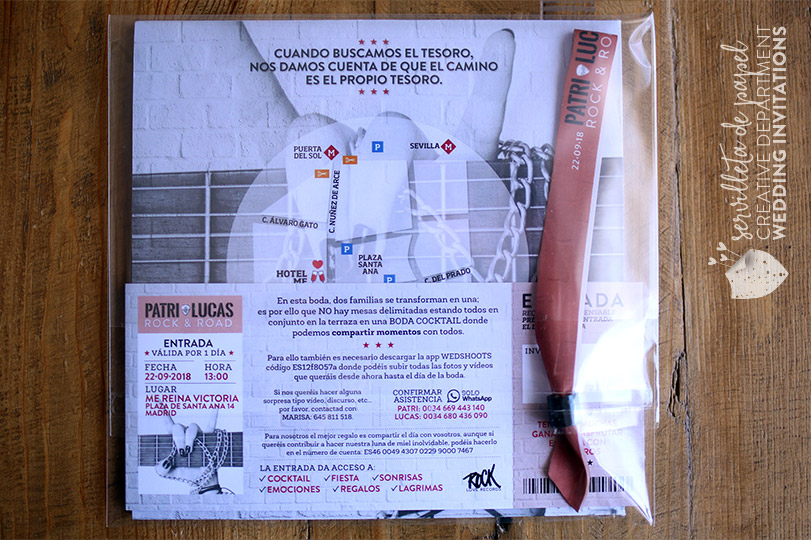 CUANDO BUSCAMOS EL TESORO,
NOS DAMOS CUENTA DE QUE EL CAMINO
ES EL PROPIO TESORO.
PUERTA
DEL SOL
M
P
SEVILLA
M
C. NUÑEZ DE ARCE
C. ALVARO GATO
P
PLAZA
SANTA
ANA
P
HOTEL
ME
C. DEL PRADO
PATRI LUCAS
ROCK & ROAD
ENTRADA
VÁLIDA POR 1 DÍA
FECHA HORA
22-09-2018 13:00
LUGAR
ME.REINA VICTORIA
PLAZA DE SANTA ANA 14
MADRID
En esta boda, dos familias se transforman en una;
es por ello que NO hay mesas delimitadas estando todos en
conjunto en la terraza en una BODA COCKTAIL donde
podemos compartir momentos con todos.
Para ello también es necesario descargar la app WEDSHOOTS
código ES12f8057a donde podéis subir todas las fotos y vídeos
que queráis desde ahora hasta el día de la boda.
Si nos queréis hacer alguna
sorpresa tipo vídeo, discurso, etc...
por favor, contactad con
MARISA: 645 811 518.
CONFIRMAR
ASISTENCIA
SOLO
WhatsApp
PATRI: 0034 669 443 140
LUCAS: 0034 680 436 090
Para nosotros el mejor regalo es compartir el día con vosotros, aunque si
queréis contribuir a hacer nuestra luna de miel inolvidable, podéis hacerlo
en el número de cuenta: ES46 0049 4307 0229 9000 7467
LA ENTRADA DA ACCESO A:
✓COCKTAIL ✓FIESTA ✓SONRISAS
✓EMOCIONES ✓REGALOS ✓LAGRIMAS
ROCK
LOVE RECORDS
PATRI LUC
ROCK & RO
22-09-18
INV
servilleta de papel
CREATIVE DEPARTMENT
WEDDING INVITATIONS